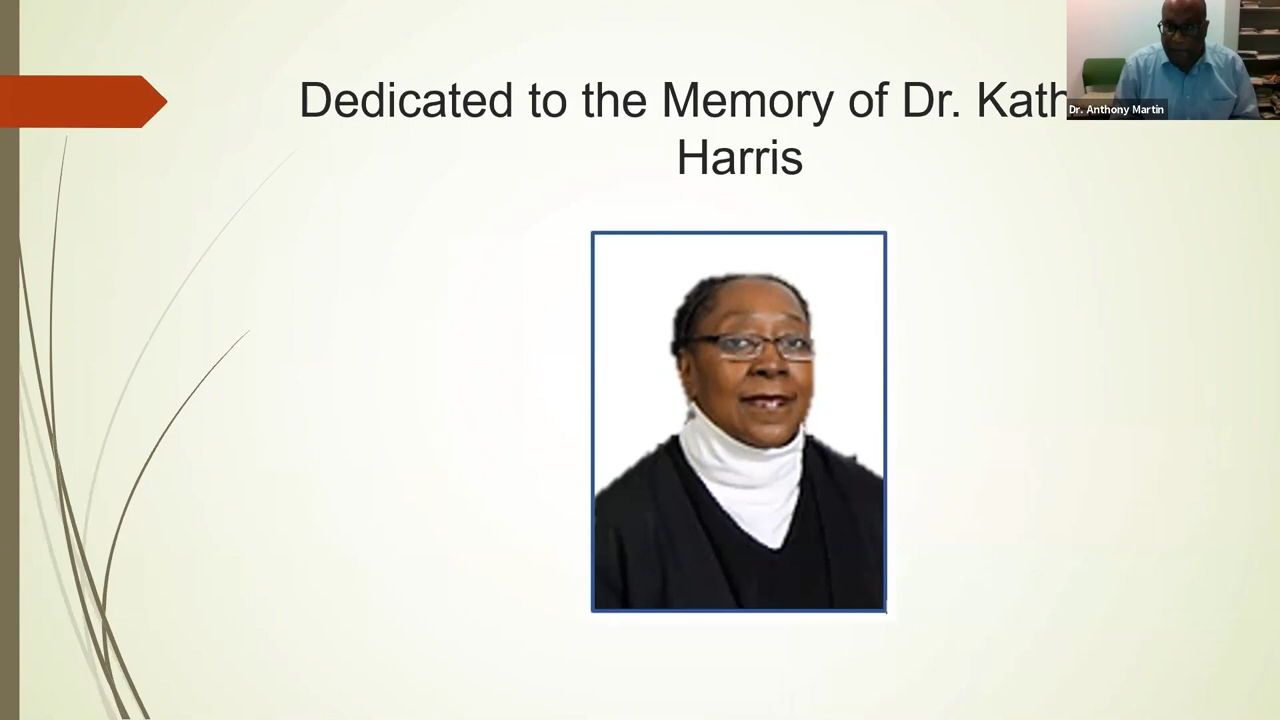 Dedicated to the Memory of Dr. Kath
Harris
Dr. Anthony Martin